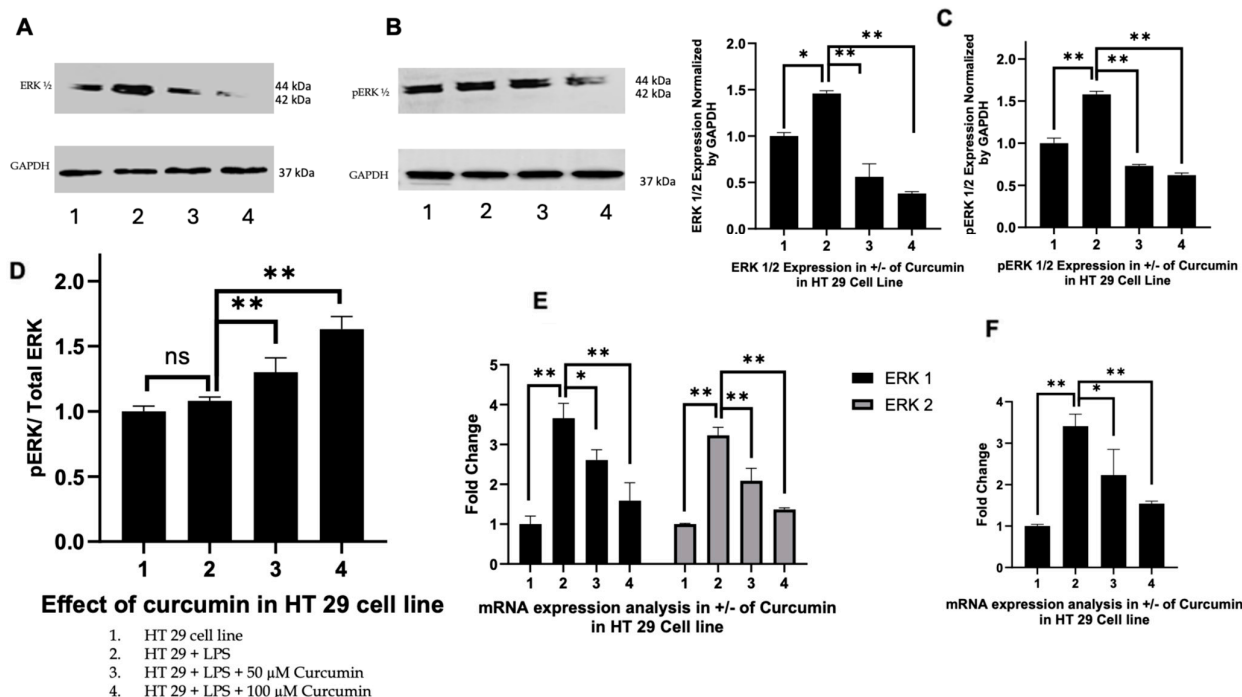 A
ERK ½
44 kDa
42 kDa
GAPDH
37 kDa
1 2 3 4
B
pERK ½
44 kDa
42 kDa
GAPDH
37 kDa
1 2 3 4
ERK 1/2 Expression Normalized
by GAPDH
2.0
1.5
1.0
0.5
0.0
* ** **
1 2 3 4
ERK 1/2 Expression in +/- of Curcumin
in HT 29 Cell Line
C
pERK 1/2 Expression Normalized
by GAPDH
2.0
1.5
1.0
0.5
0.0
** ** **
1 2 3 4
pERK 1/2 Expression in +/- of Curcumin
in HT 29 Cell Line
D
pERK/ Total ERK
2.0
1.5
1.0
0.5
0.0
ns ** **
1 2 3 4
Effect of curcumin in HT 29 cell line
1. HT 29 cell line
2. HT 29 + LPS
3. HT 29 + LPS + 50 µM Curcumin
4. HT 29 + LPS + 100 µM Curcumin
E
Fold Change
5
4
3
2
1
0
** * **
** ** **
ERK 1
ERK 2
1 2 3 4 1 2 3 4
mRNA expression analysis in +/- of Curcumin
in HT 29 Cell line
F
Fold Change
4
3
2
1
0
** * **
1 2 3 4
mRNA expression analysis in +/- of Curcumin
in HT 29 Cell line